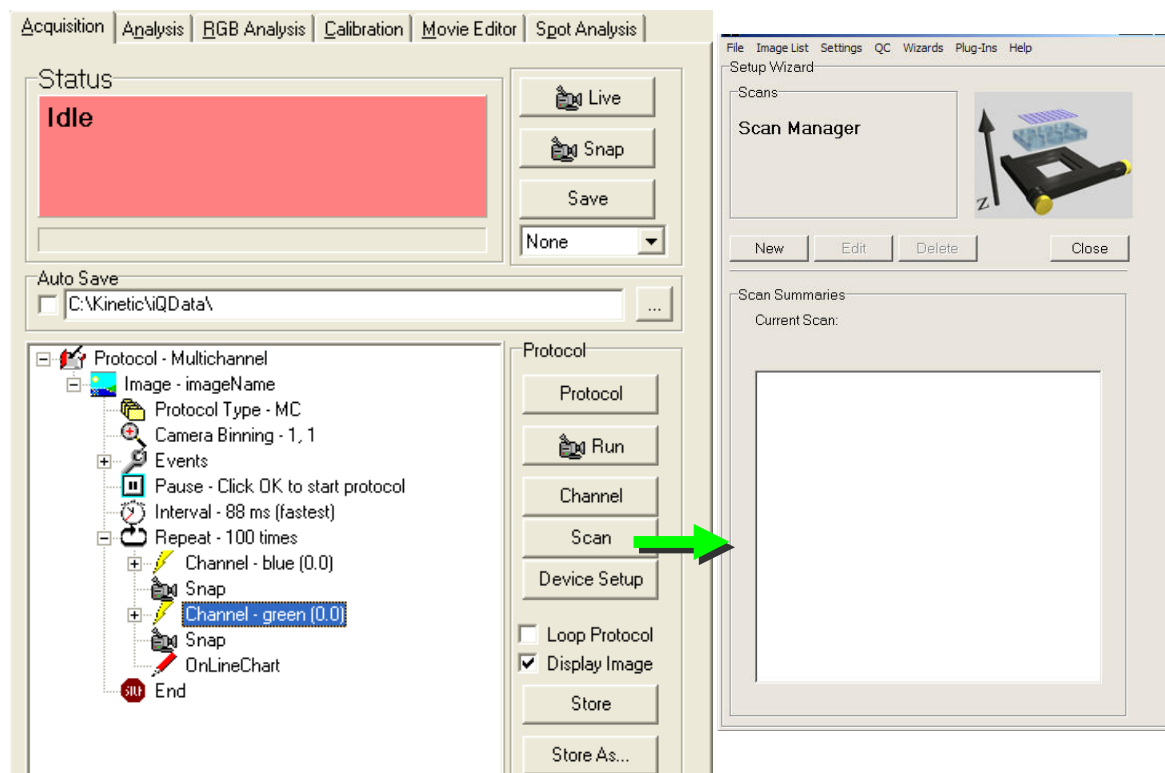 Acquisition Analysis RGB Analysis Calibration Movie Editor Spot Analysis
Status
Idle
Live
Snap
Save
None
Auto Save
C:\Kinetic\iQData\
...
Protocol - Multichannel
Image - imageName
Protocol Type - MC
Camera Binning - 1, 1
Events
Pause - Click OK to start protocol
Interval - 88 ms (fastest)
Repeat - 100 times
Channel - blue (0.0)
Snap
Channel - green (0.0)
Snap
OnLineChart
End
Protocol
Protocol
Run
Channel
Scan
Device Setup
Loop Protocol
Display Image
Store
Store As...
File Image List Settings QC Wizards Plug-Ins Help
Setup Wizard
Scans
Scan Manager
Z
New Edit Delete Close
Scan Summaries
Current Scan: